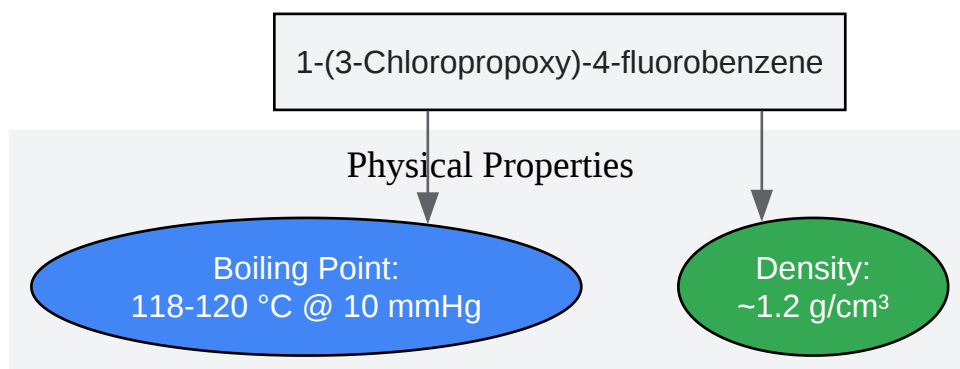 1-(3-Chloropropoxy)-4-fluorobenzene
Physical Properties
Boiling Point:
118-120 °C @ 10 mmHg
Density:
~1.2 g/cm³